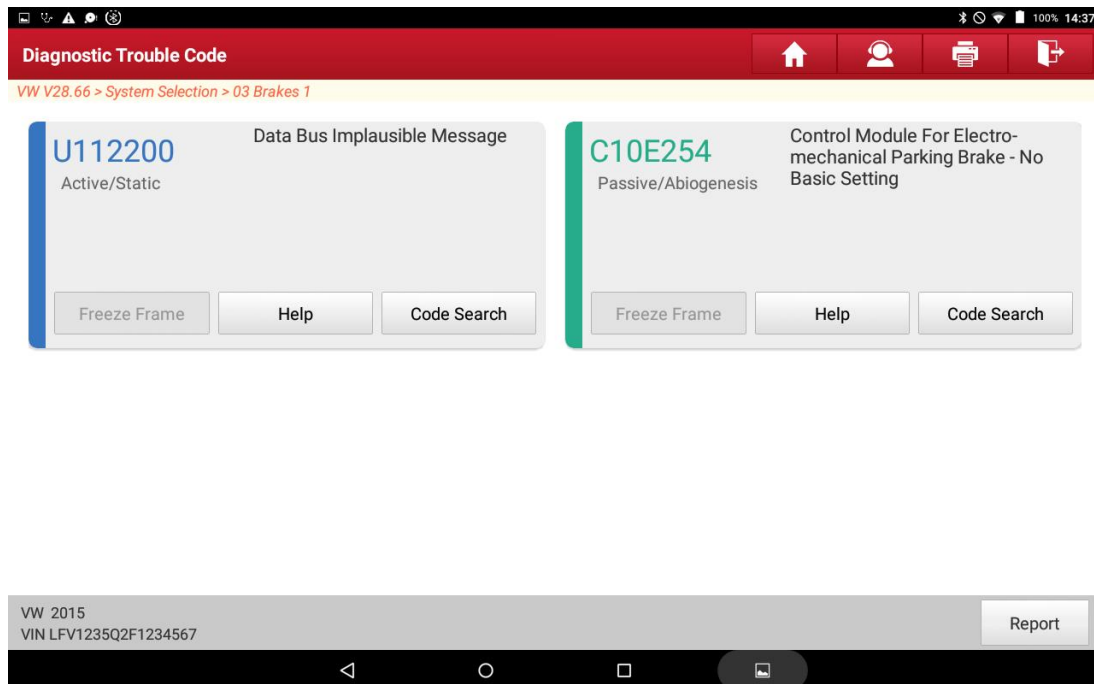 100% 14:37
Diagnostic Trouble Code
VW V28.66 > System Selection > 03 Brakes 1
U112200
Active/Static
Data Bus Implausible Message
Freeze Frame
Help
Code Search
C10E254
Passive/Abiogenesis
Control Module For Electro-
mechanical Parking Brake - No
Basic Setting
Freeze Frame
Help
Code Search
VW 2015
VIN LFV1235Q2F1234567
Report